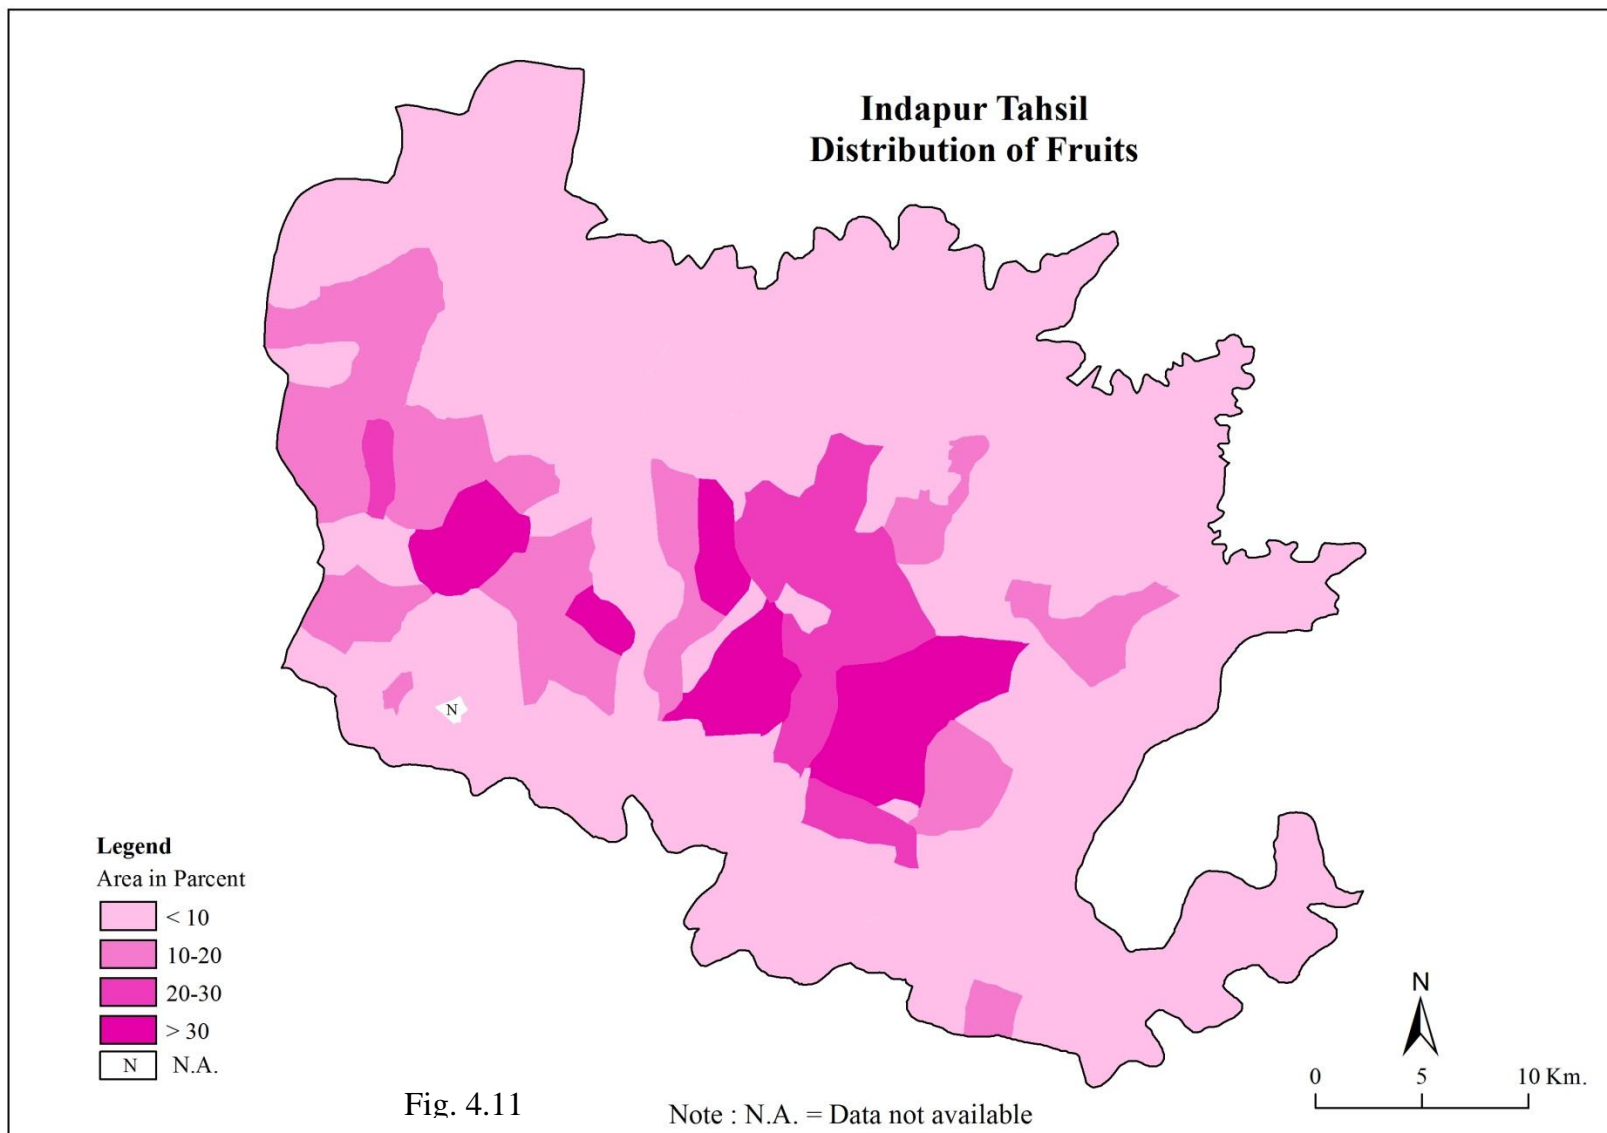 Indapur Tahsil
Distribution of Fruits
N
Legend
Area in Parcent
< 10
10-20
20-30
> 30
N N.A.
N
0 5 10 Km.
Fig. 4.11
Note : N.A. = Data not available